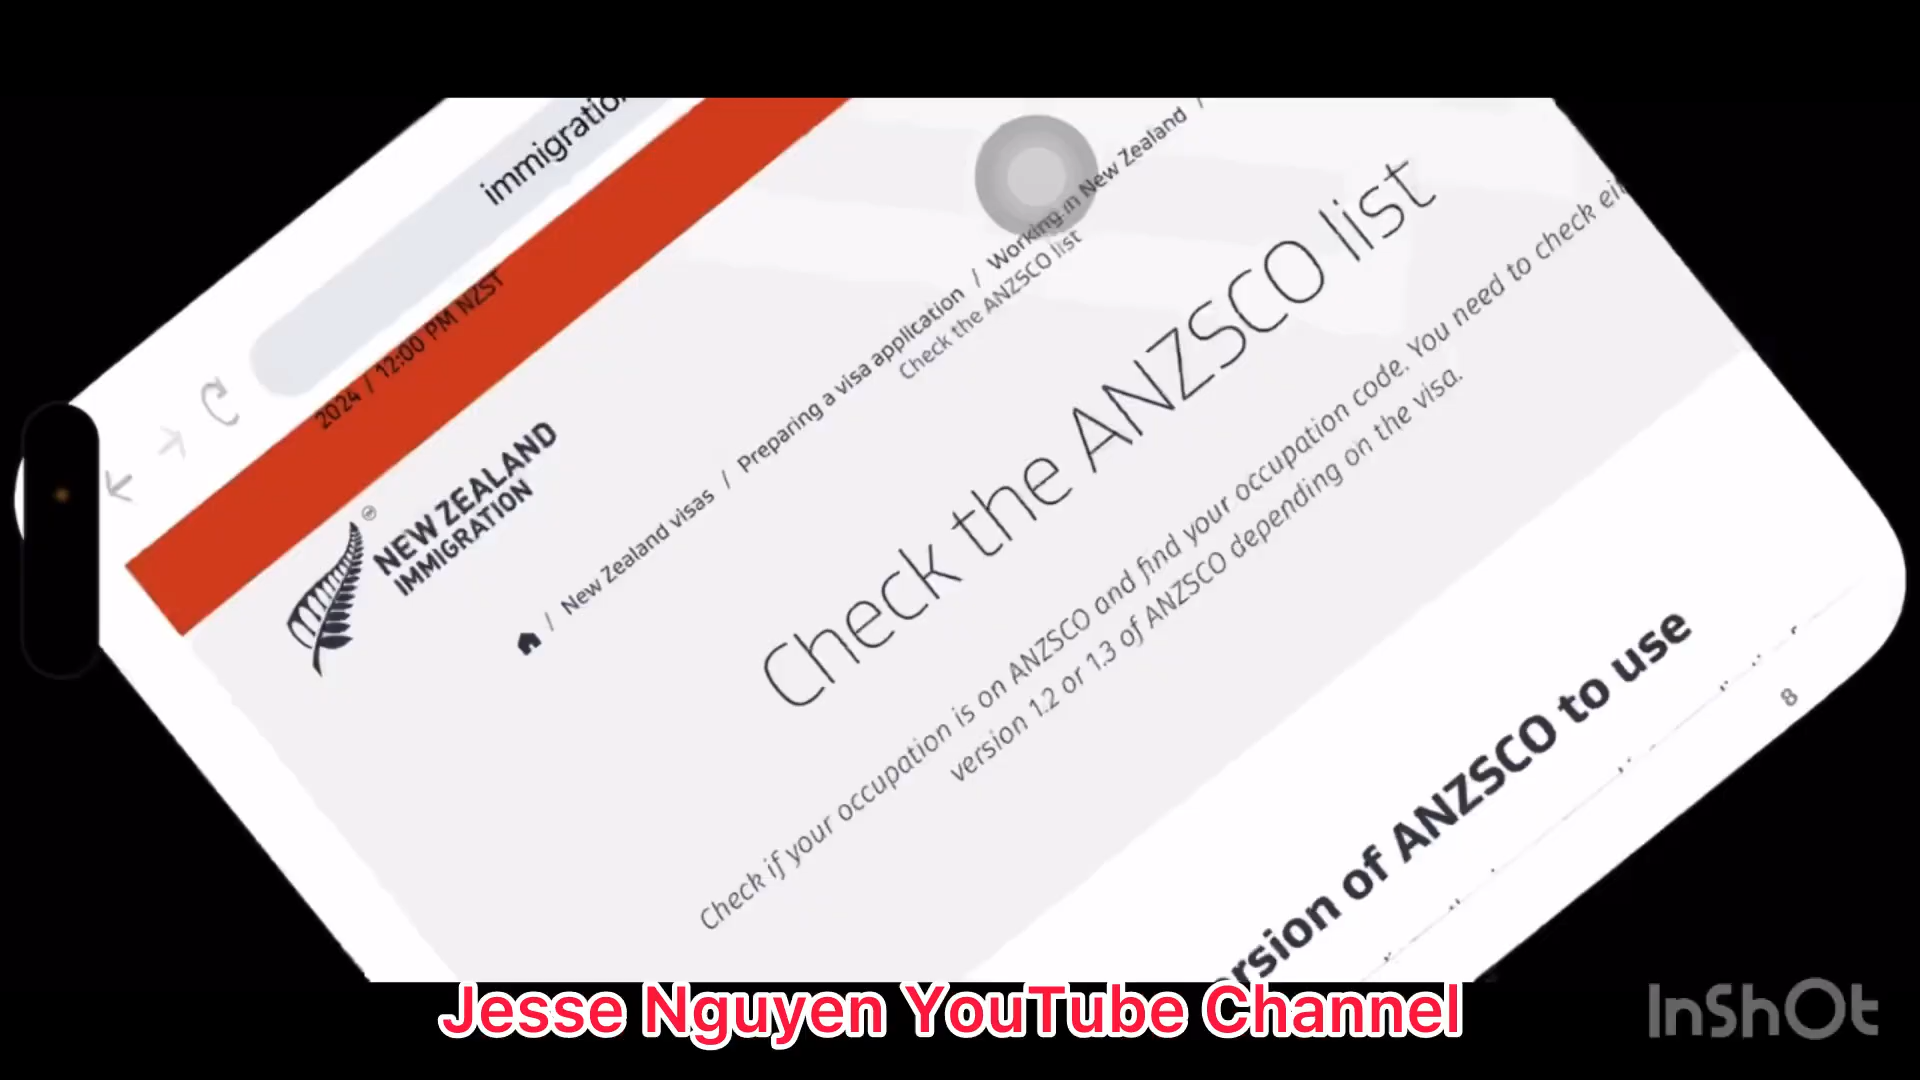 immigratio
2024 / 12:00 PM NZST
NEW ZEALAND
IMMIGRATION
/ New Zealand visas / Preparing a visa application / Working in New Zealand /
Check the ANZSCO list
Check the ANZSCO list
Check if your occupation is on ANZSCO and find your occupation code. You need to check ei
version 1.2 or 1.3 of ANZSCO depending on the visa.
rsion of ANZSCO to use
8
Jesse Nguyen YouTube Channel
InShOt